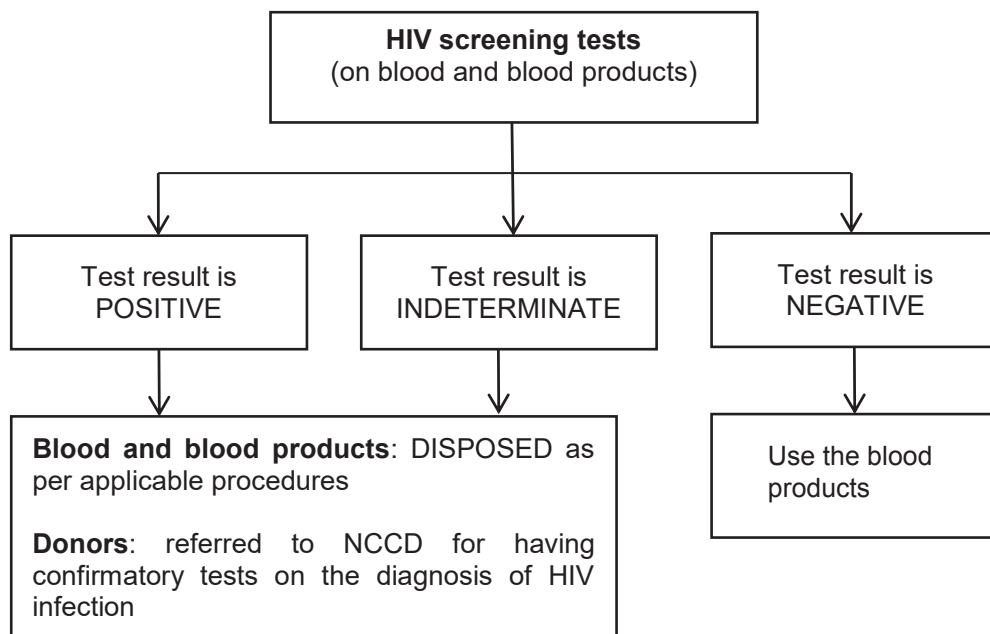 HIV screening tests
(on blood and blood products)
Test result is
POSITIVE
Test result is
INDETERMINATE
Test result is
NEGATIVE
Blood and blood products: DISPOSED as
per applicable procedures
Donors: referred to NCCD for having
confirmatory tests on the diagnosis of HIV
infection
Use the blood
products